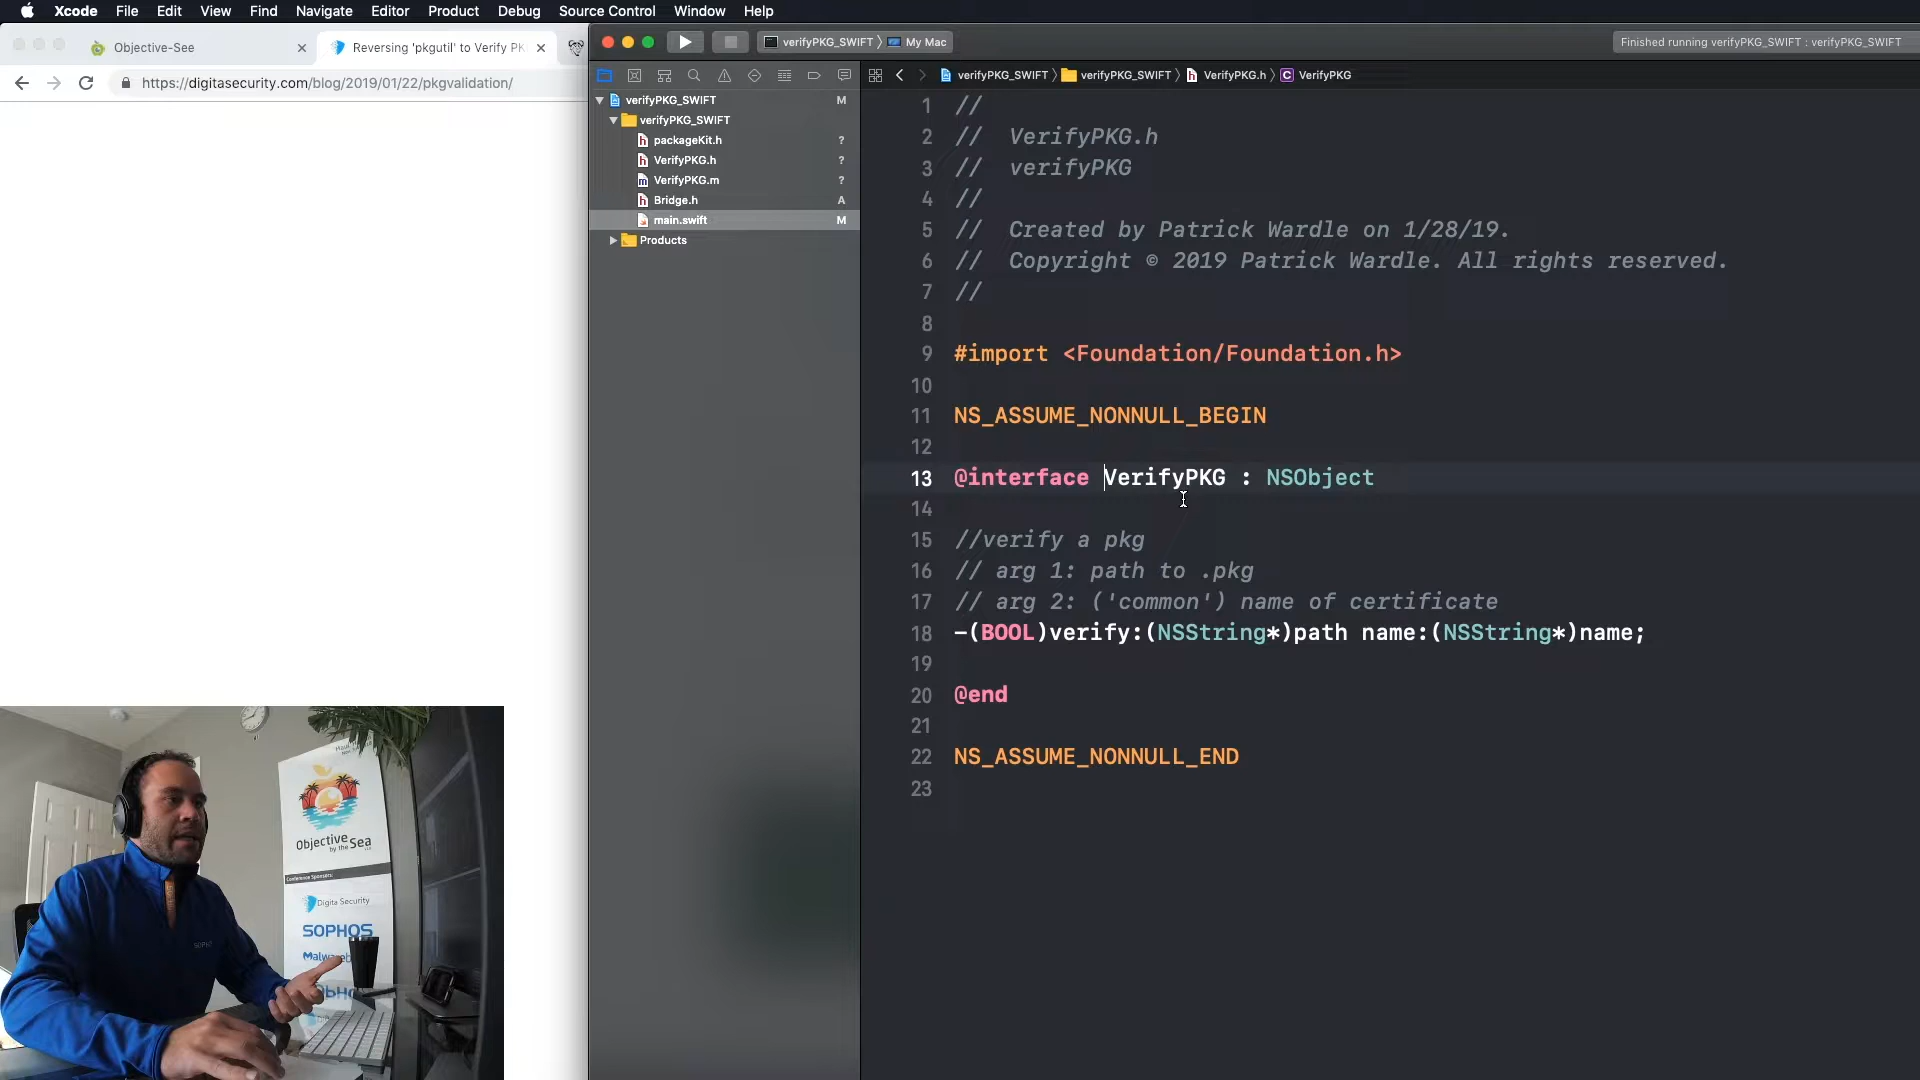 Xcode File Edit View Find Navigate Editor Product Debug Source Control Window Help
Objective-See
Reversing 'pkgutil' to Verify PK
https://digitasecurity.com/blog/2019/01/22/pkgvalidation/
verifyPKG_SWIFT My Mac
Finished running verifyPKG_SWIFT : verifyPKG_SWIFT
verifyPKG_SWIFT verifyPKG_SWIFT VerifyPKG.h VerifyPKG
verifyPKG_SWIFT M
verifyPKG_SWIFT
packageKit.h ?
VerifyPKG.h ?
VerifyPKG.m ?
Bridge.h A
main.swift M
Products
1 //
2 //  VerifyPKG.h
3 //  verifyPKG
4 //
5 //  Created by Patrick Wardle on 1/28/19.
6 //  Copyright © 2019 Patrick Wardle. All rights reserved.
7 //
8
9 #import <Foundation/Foundation.h>
10
11 NS_ASSUME_NONNULL_BEGIN
12
13 @interface VerifyPKG : NSObject
14
15 //verify a pkg
16 // arg 1: path to .pkg
17 // arg 2: ('common') name of certificate
18 -(BOOL)verify:(NSString*)path name:(NSString*)name;
19
20 @end
21
22 NS_ASSUME_NONNULL_END
23
Objective
by the Sea
Conference Sponsors:
Digita Security
SOPHOS
SOPHOS